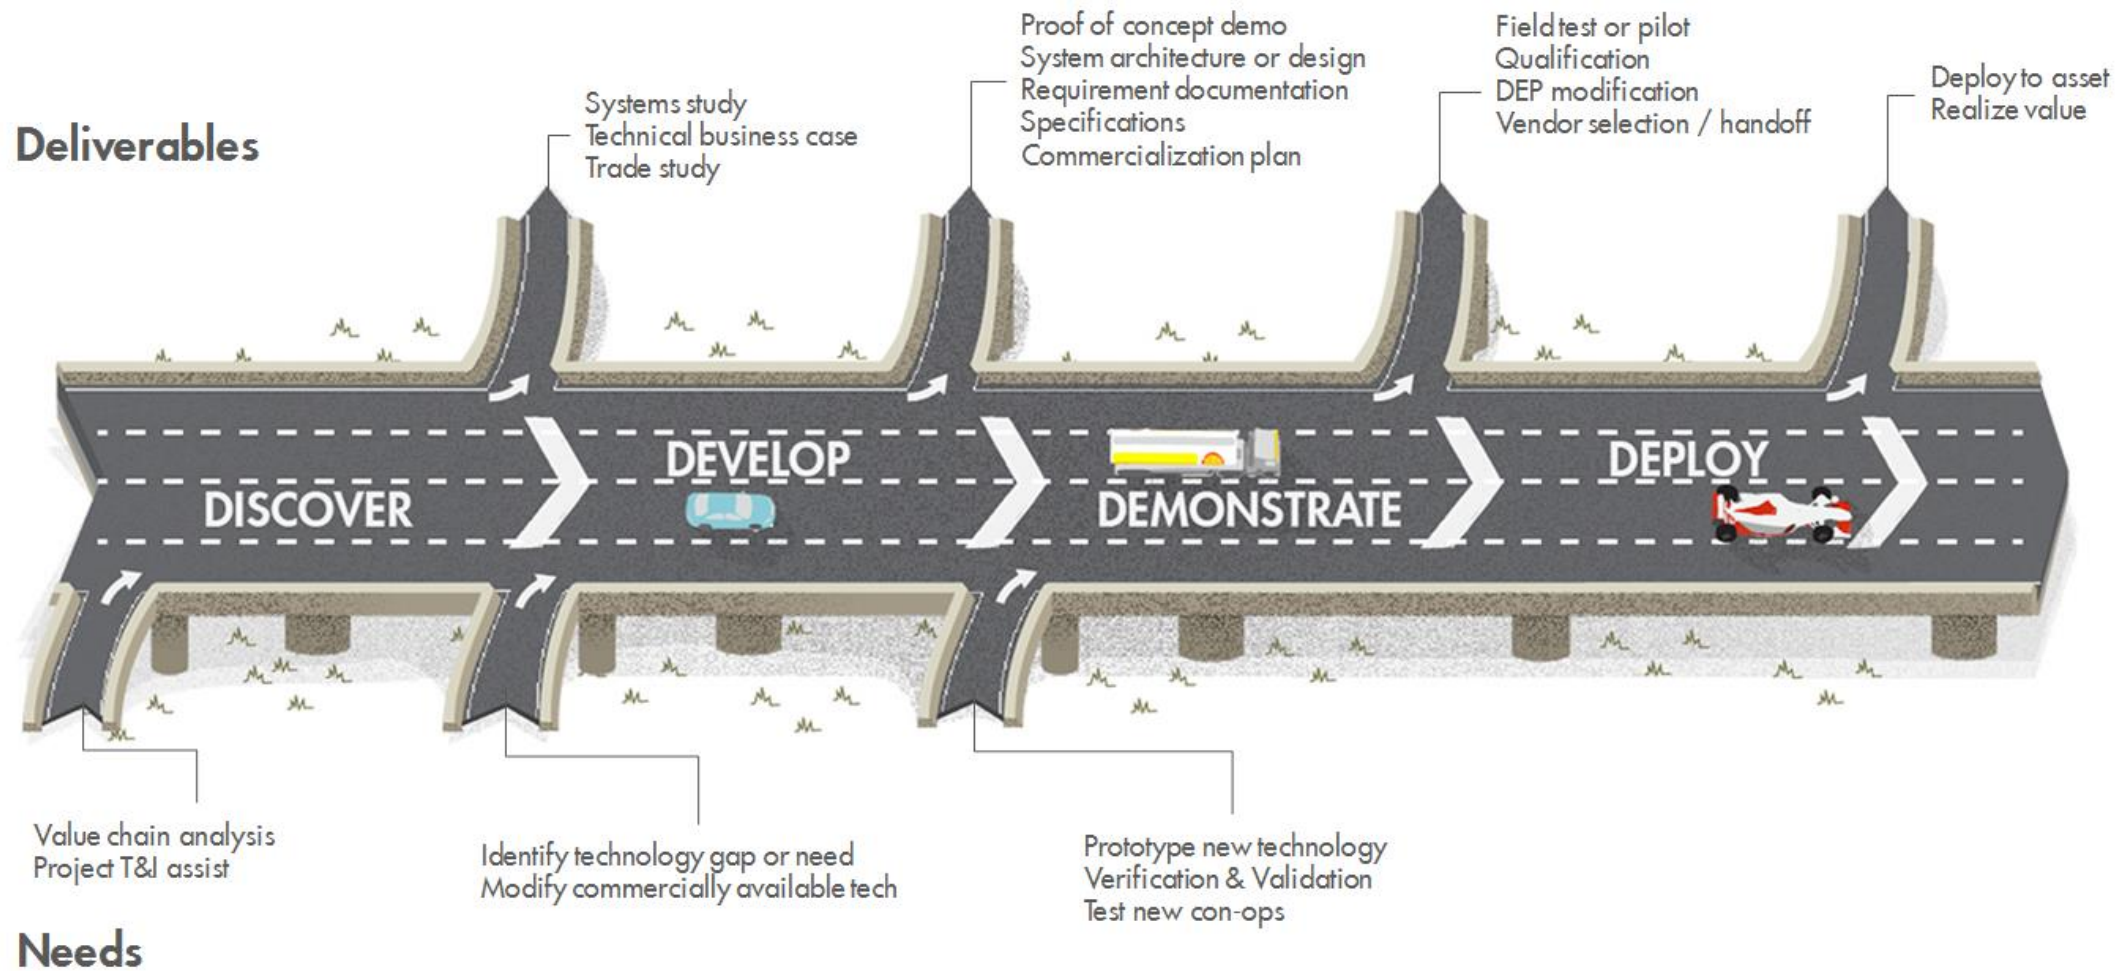 Deliverables
Systems study
Technical business case
Trade study
Proof of concept demo
System architecture or design
Requirement documentation
Specifications
Commercialization plan
Field test or pilot
Qualification
DEP modification
Vendor selection / handoff
Deploy to asset
Realize value
DISCOVER
DEVELOP
DEMONSTRATE
DEPLOY
Value chain analysis
Project T&I assist
Identify technology gap or need
Modify commercially available tech
Prototype new technology
Verification & Validation
Test new con-ops
Needs